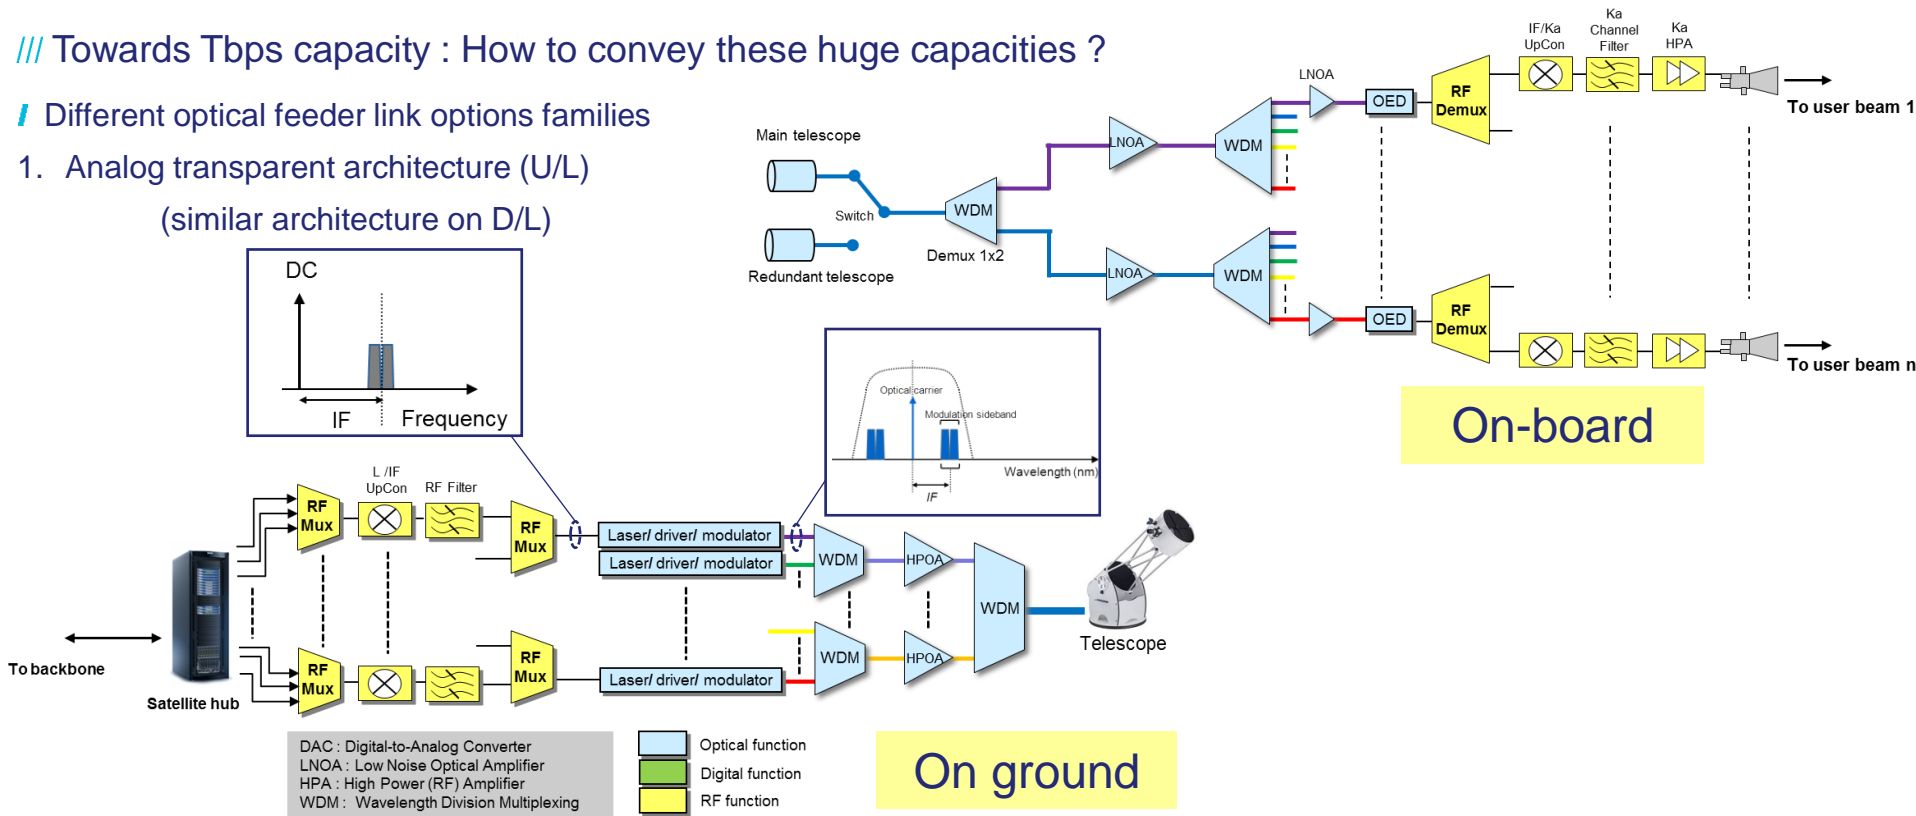 /// Towards Tbps capacity : How to convey these huge capacities ?
Different optical feeder link options families
1. Analog transparent architecture (U/L)
(similar architecture on D/L)
DC
IF
Frequency
Main telescope
Switch
Redundant telescope
WDM
Demux 1x2
LNOA
LNOA
WDM
WDM
LNOA
OED
OED
RF
Demux
RF
Demux
IF/Ka
UpCon
Ka
Channel
Filter
Ka
HPA
To user beam 1
To user beam n
On-board
Optical carrier
Modulation sideband
Wavelength (nm)
IF
To backbone
Satellite hub
RF
Mux
RF
Mux
L /IF
UpCon
RF Filter
RF
Mux
RF
Mux
Laser/ driver/ modulator
Laser/ driver/ modulator
Laser/ driver/ modulator
WDM
WDM
HPOA
HPOA
WDM
Telescope
DAC : Digital-to-Analog Converter
LNOA : Low Noise Optical Amplifier
HPA : High Power (RF) Amplifier
WDM : Wavelength Division Multiplexing
Optical function
Digital function
RF function
On ground